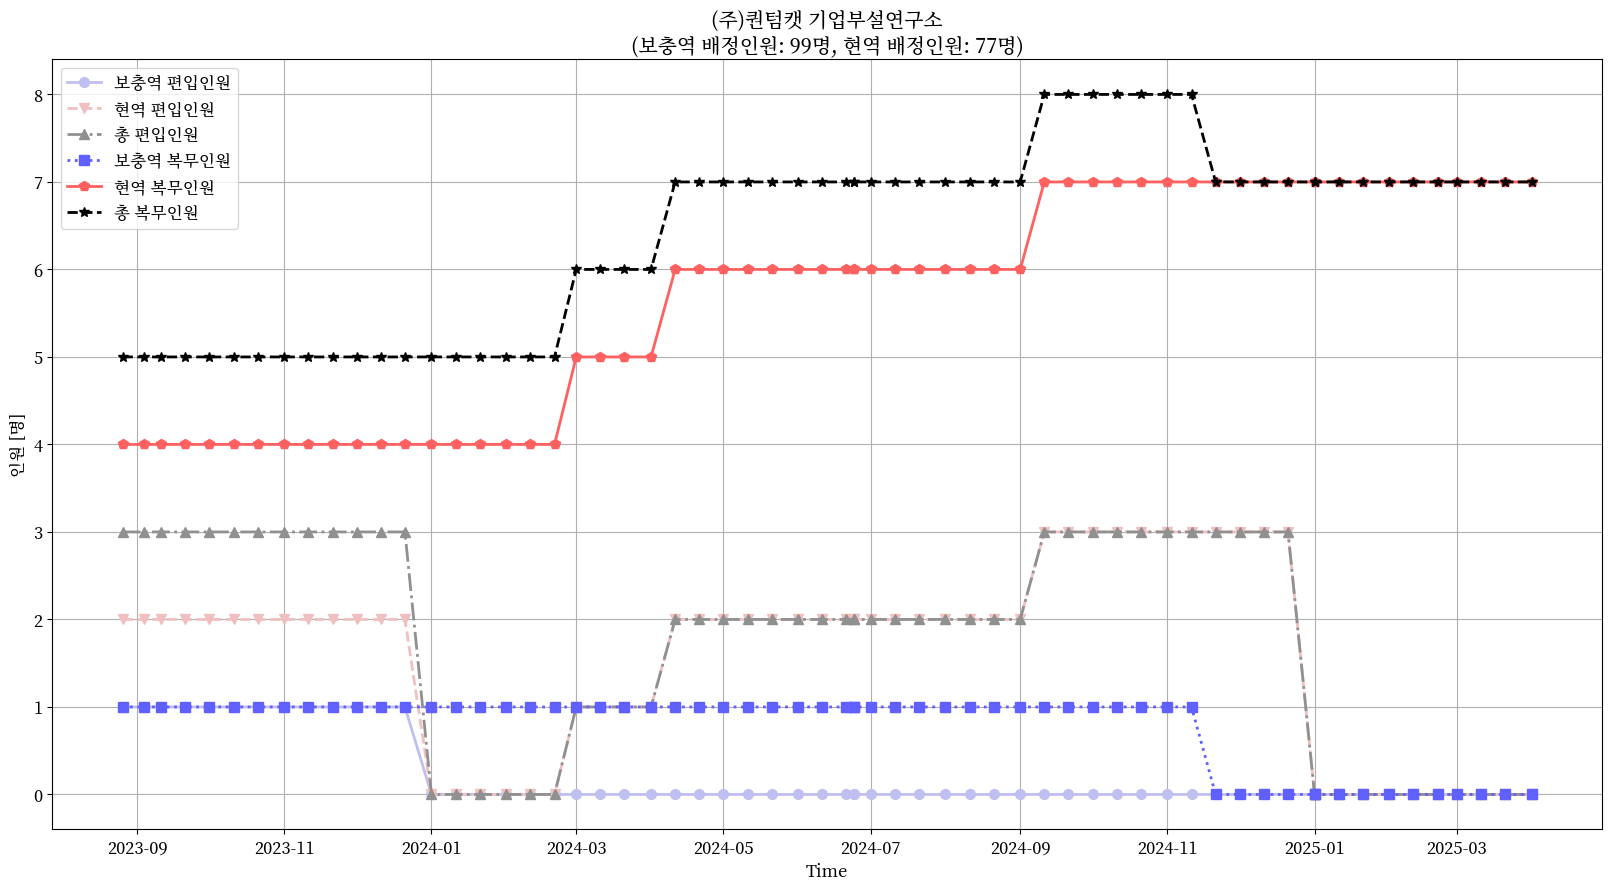 (주)퀀텀캣 기업부설연구소
(보충역 배정인원: 99명, 현역 배정인원: 77명)
보충역 편입인원
현역 편입인원
총 편입인원
보충역 복무인원
현역 복무인원
총 복무인원
8
7
6
5
4
3
2
1
0
인원 [명]
2023-09 2023-11 2024-01 2024-03 2024-05 2024-07 2024-09 2024-11 2025-01 2025-03
Time